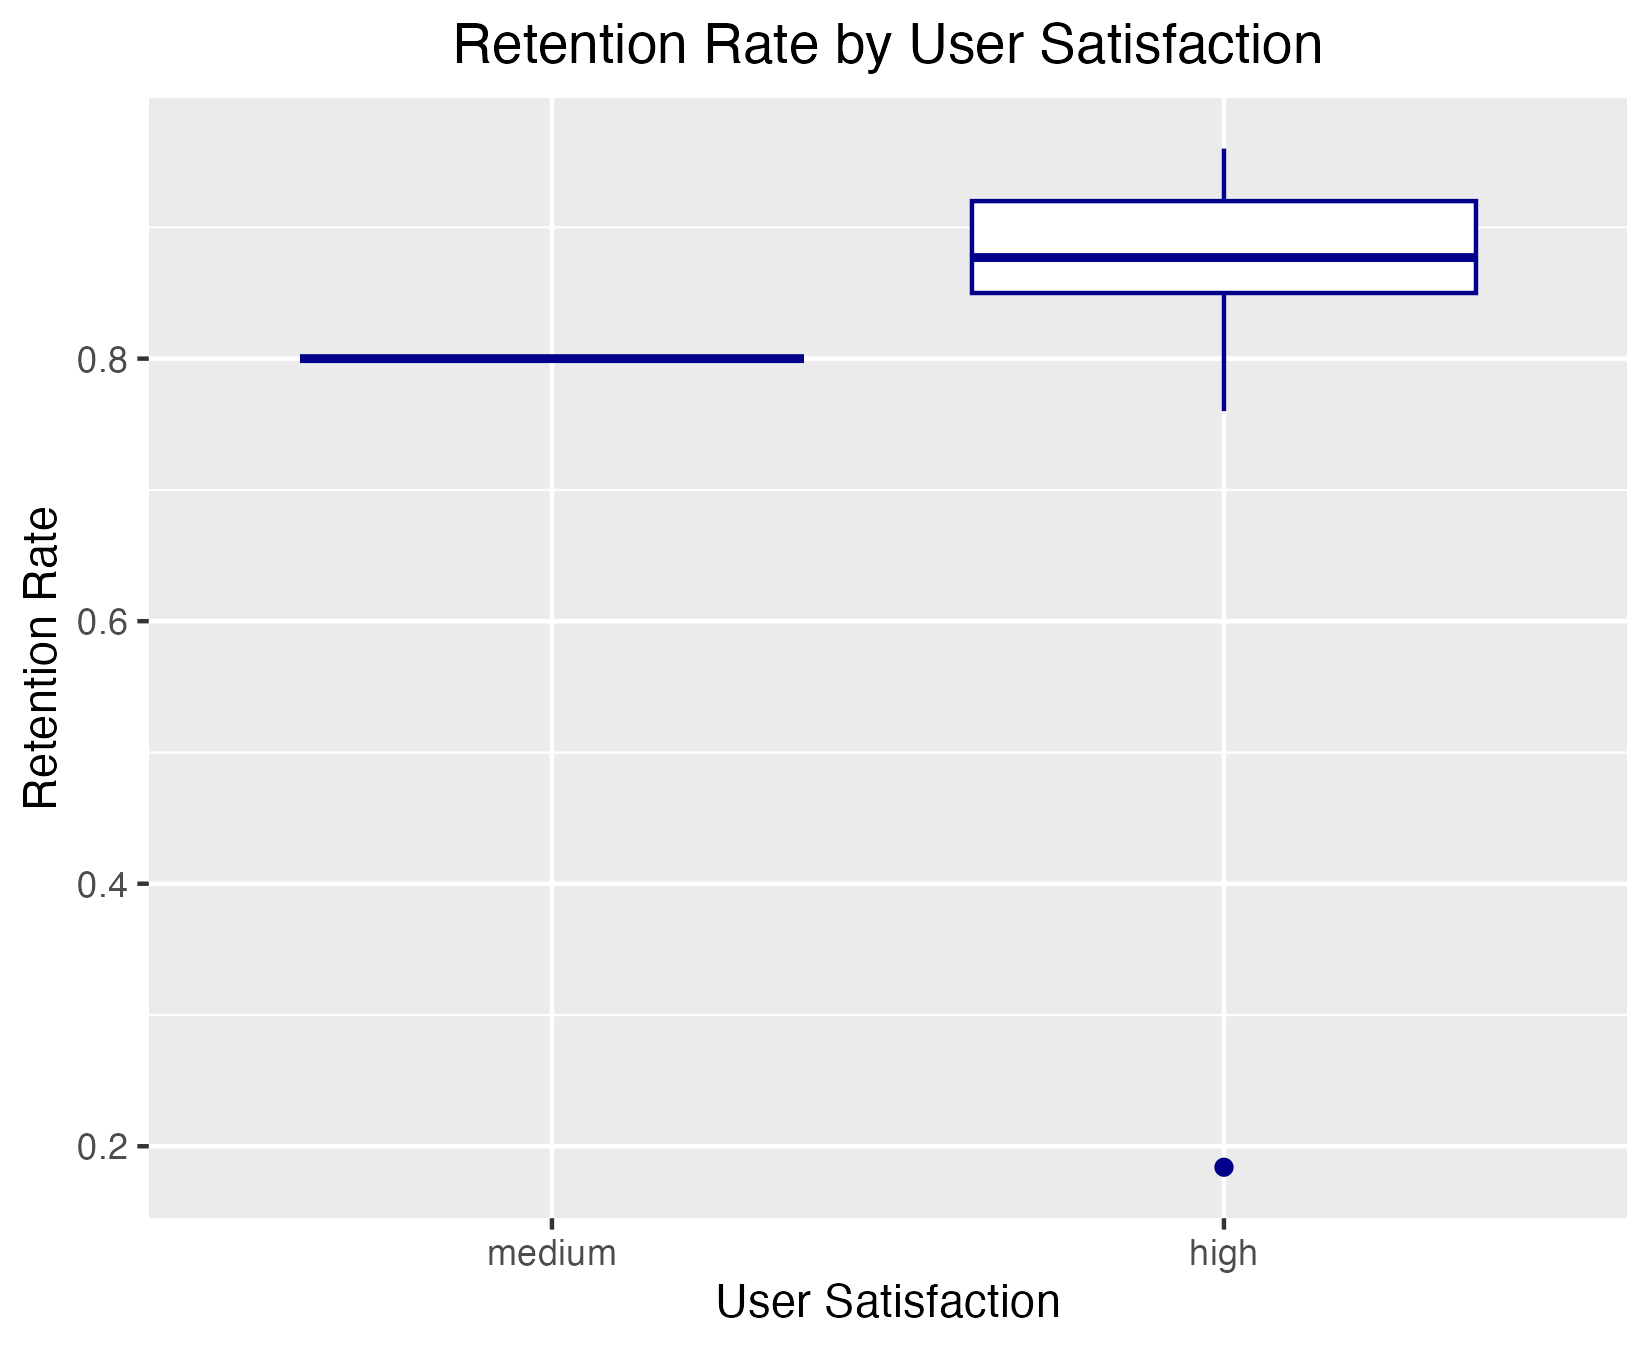 Retention Rate by User Satisfaction
Retention Rate
0.8
0.6
0.4
0.2
medium
high
User Satisfaction